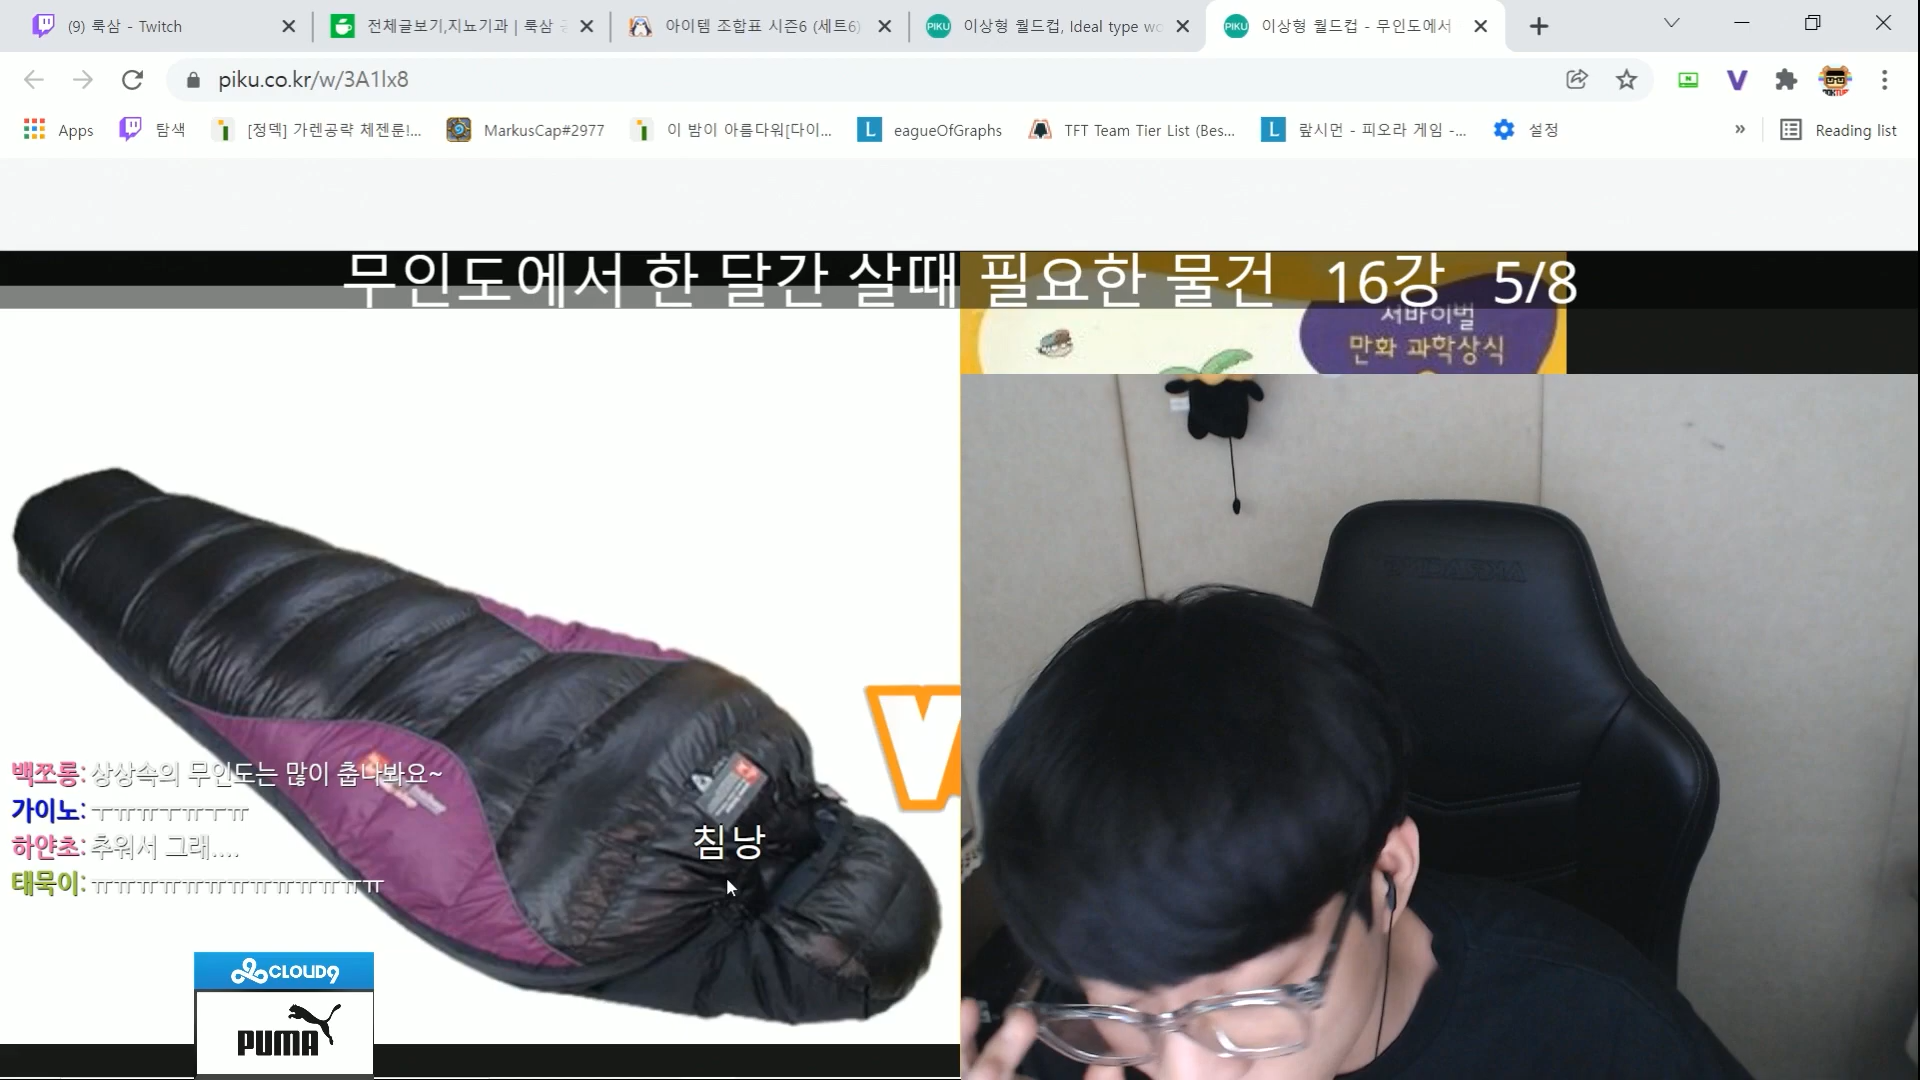 (9) 룩삼 - Twitch
전체글보기,지뇨기과 | 룩삼 공
아이템 조합표 시즌6 (세트6)
이상형 월드컵, Ideal type wo
이상형 월드컵 - 무인도에서
piku.co.kr/w/3A1lx8
Apps
탐색
[정덱] 가렌공략 체젠룬!...
MarkusCap#2977
이 밤이 아름다워[다이...
L eagueOfGraphs
TFT Team Tier List (Bes...
L 랖시먼 - 피오라 게임 -...
설정
»
Reading list
무인도에서 한 달간 살때 필요한 물건 16강 5/8
서바이벌
만화 과학상식
V
백쪼롱: 상상속의 무인도는 많이 춥나봐요~
가이노: ㅜㅠㅠㅜㅠㅜㅠ
하얀초: 추워서 그래....
태묵이: ㅠㅠㅠㅠㅠㅠㅠㅠㅠㅠㅠㅠㅠ
침낭
CLOUD9
PUMA